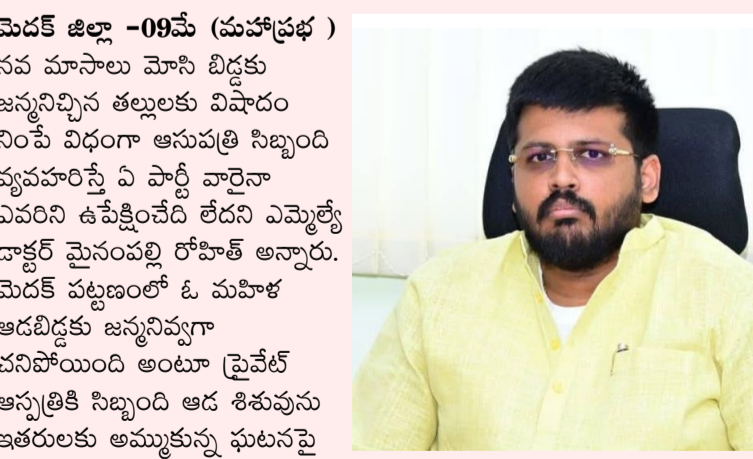 మెదక్ జిల్లా -09మే (మహాప్రభ )
నవ మాసాలు మోసి బిడ్డకు
జన్మనిచ్చిన తల్లులకు విషాదం
నింపే విధంగా ఆసుపత్రి సిబ్బంది
వ్యవహరిస్తే ఏ పార్టీ వారైనా
ఎవరిని ఉపేక్షించేది లేదని ఎమ్మెల్యే
డాక్టర్ మైనంపల్లి రోహిత్ అన్నారు.
మెదక్ పట్టణంలో ఓ మహిళ
ఆడబిడ్డకు జన్మనివ్వగా
చనిపోయింది అంటూ ప్రైవేట్
ఆస్పత్రికి సిబ్బంది ఆడ శిశువును
ఇతరులకు అమ్ముకున్న ఘటనపై